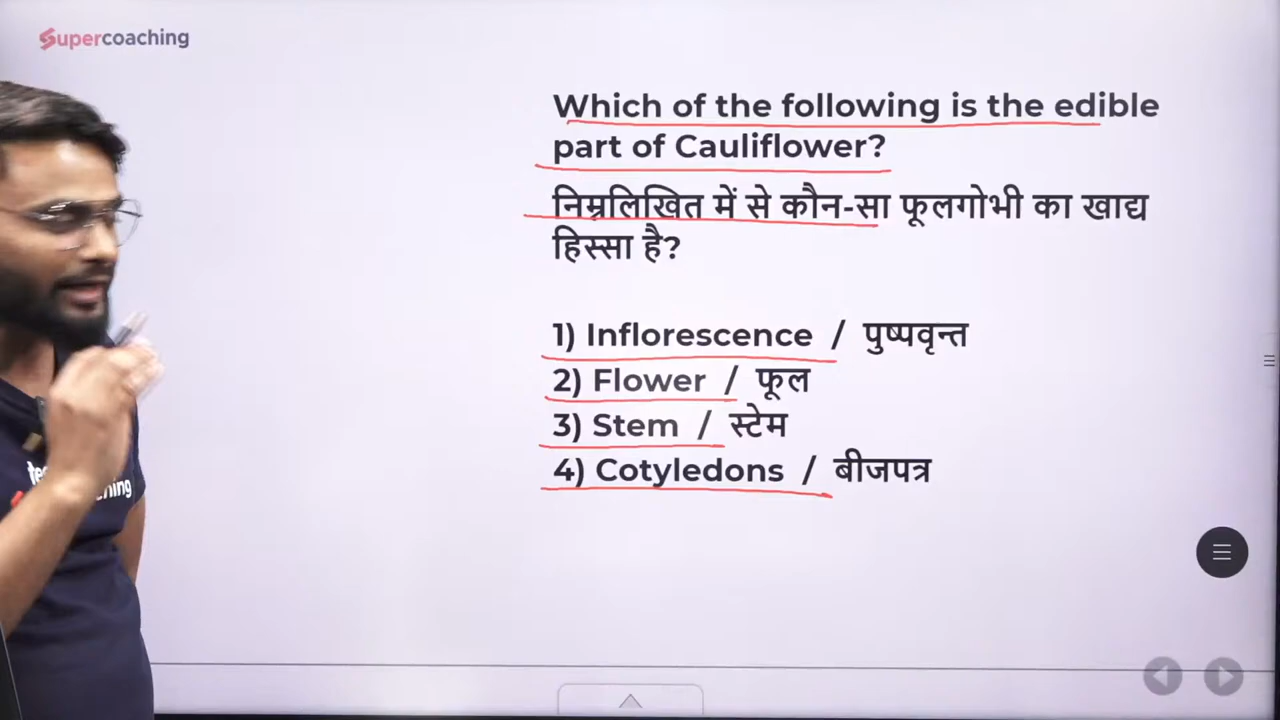 Supercoaching
Which of the following is the edible
part of Cauliflower?
निम्नलिखित में से कौन-सा फूलगोभी का खाद्य
हिस्सा है?
1) Inflorescence / पुष्पवृन्त
2) Flower / फूल
3) Stem / स्टेम
4) Cotyledons / बीजपत्र